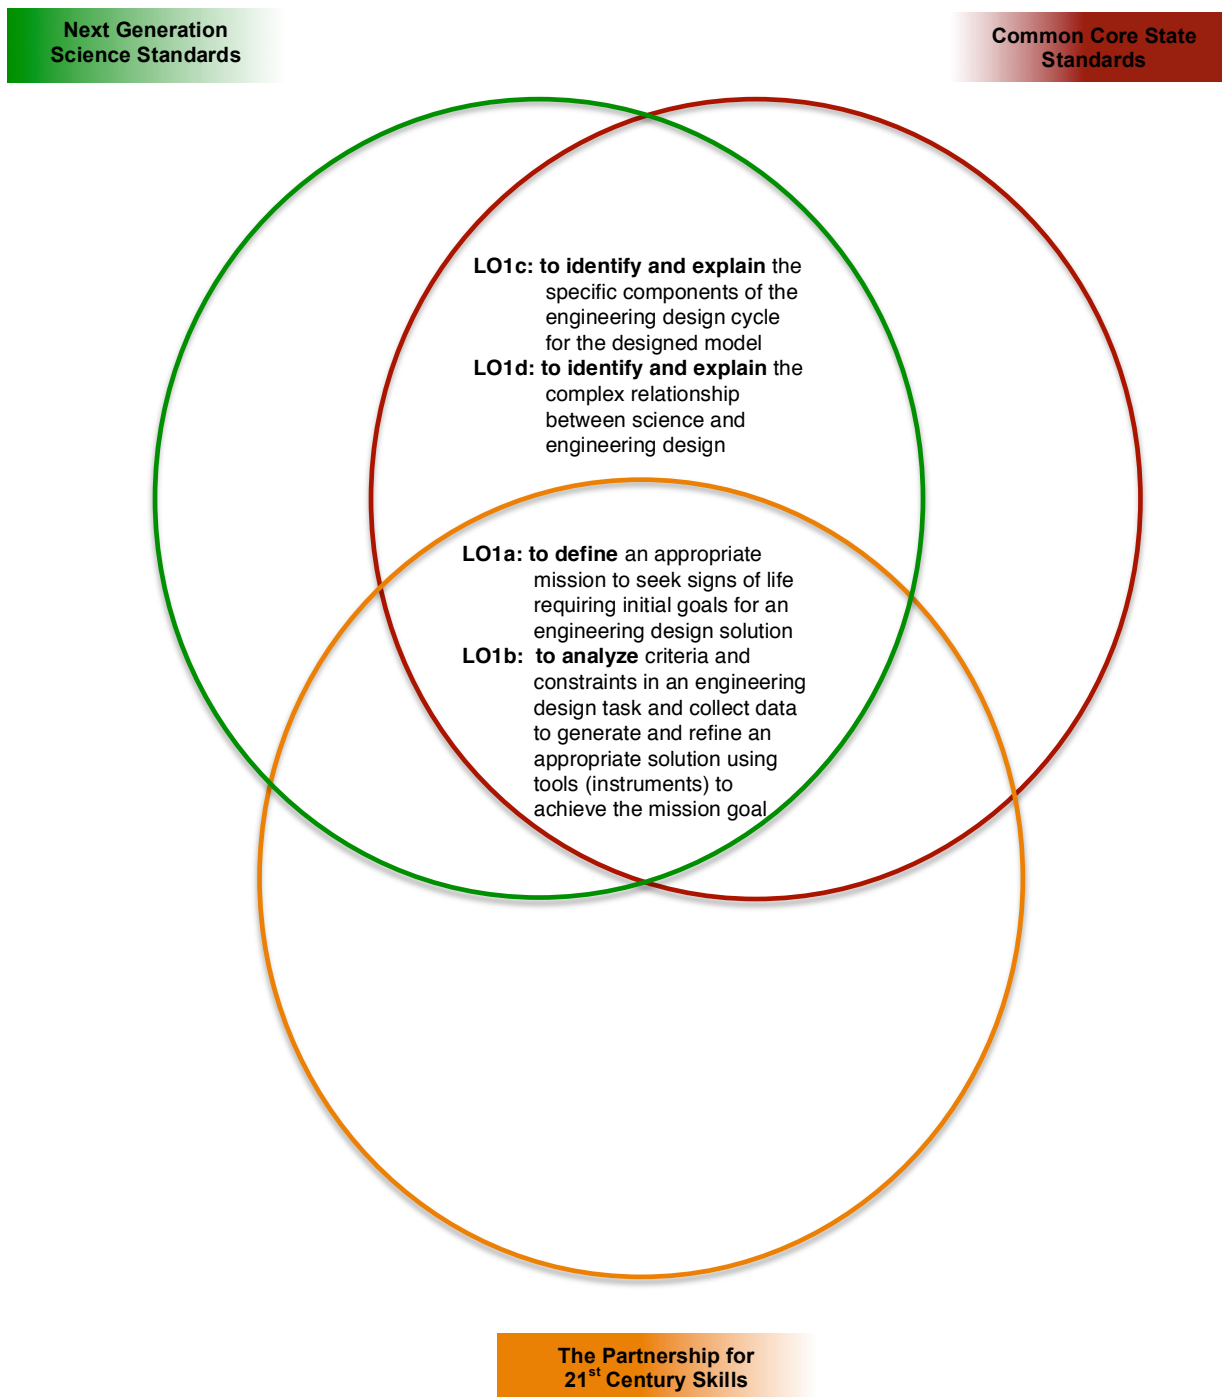 Next Generation
Science Standards
Common Core State
Standards
LO1c: to identify and explain the
specific components of the
engineering design cycle
for the designed model
LO1d: to identify and explain the
complex relationship
between science and
engineering design
LO1a: to define an appropriate
mission to seek signs of life
requiring initial goals for an
engineering design solution
LO1b: to analyze criteria and
constraints in an engineering
design task and collect data
to generate and refine an
appropriate solution using
tools (instruments) to
achieve the mission goal
The Partnership for
21st Century Skills